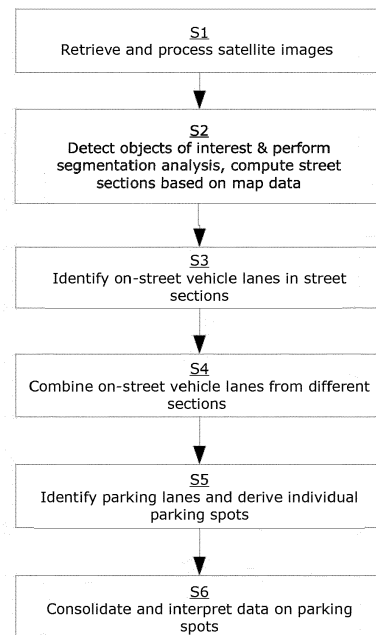 S1
Retrieve and process satellite images
S2
Detect objects of interest & perform
segmentation analysis, compute street
sections based on map data
S3
Identify on-street vehicle lanes in street
sections
S4
Combine on-street vehicle lanes from different
sections
S5
Identify parking lanes and derive individual
parking spots
S6
Consolidate and interpret data on parking
spots